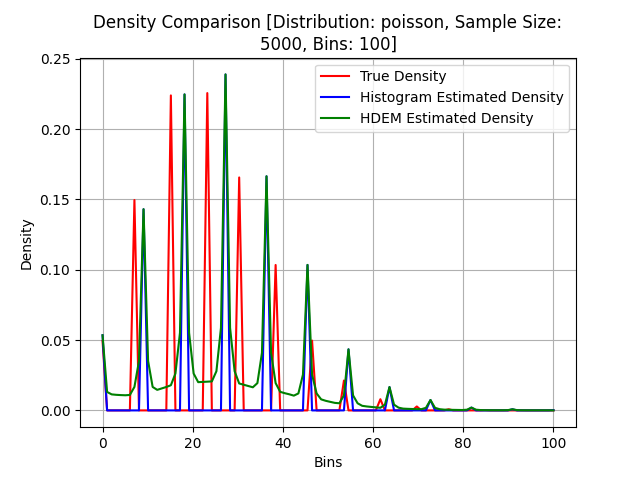 Density Comparison [Distribution: poisson, Sample Size:
5000, Bins: 100]
True Density
Histogram Estimated Density
HDEM Estimated Density
Density
0.25
0.20
0.15
0.10
0.05
0.00
0 20 40 60 80 100
Bins